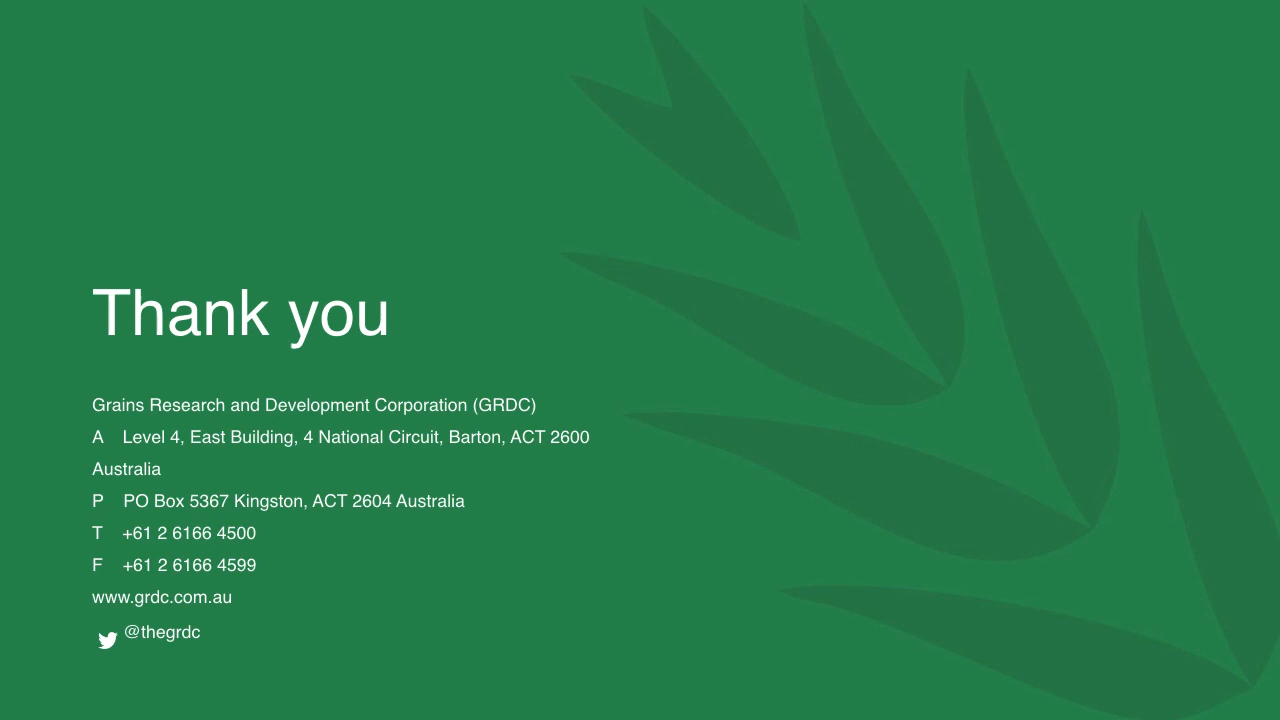 Thank you
Grains Research and Development Corporation (GRDC)
A Level 4, East Building, 4 National Circuit, Barton, ACT 2600
Australia
P PO Box 5367 Kingston, ACT 2604 Australia
T +61 2 6166 4500
F +61 2 6166 4599
www.grdc.com.au
@thegrdc